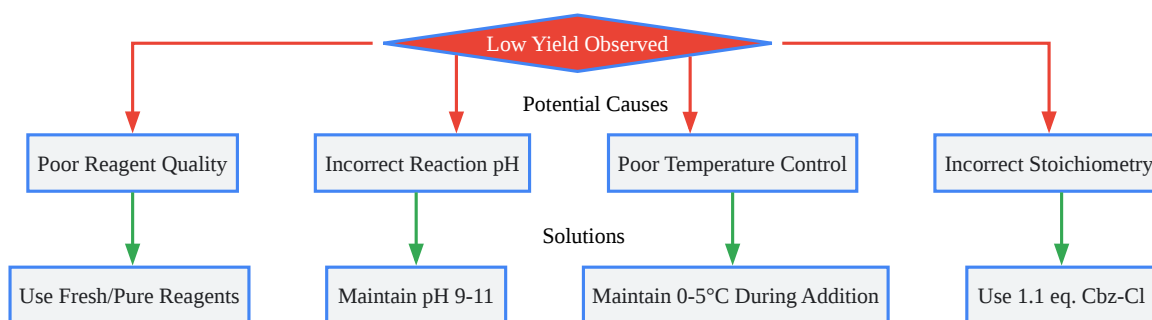 Low Yield Observed
Potential Causes
Poor Reagent Quality
Incorrect Reaction pH
Poor Temperature Control
Incorrect Stoichiometry
Solutions
Use Fresh/Pure Reagents
Maintain pH 9-11
Maintain 0-5°C During Addition
Use 1.1 eq. Cbz-Cl